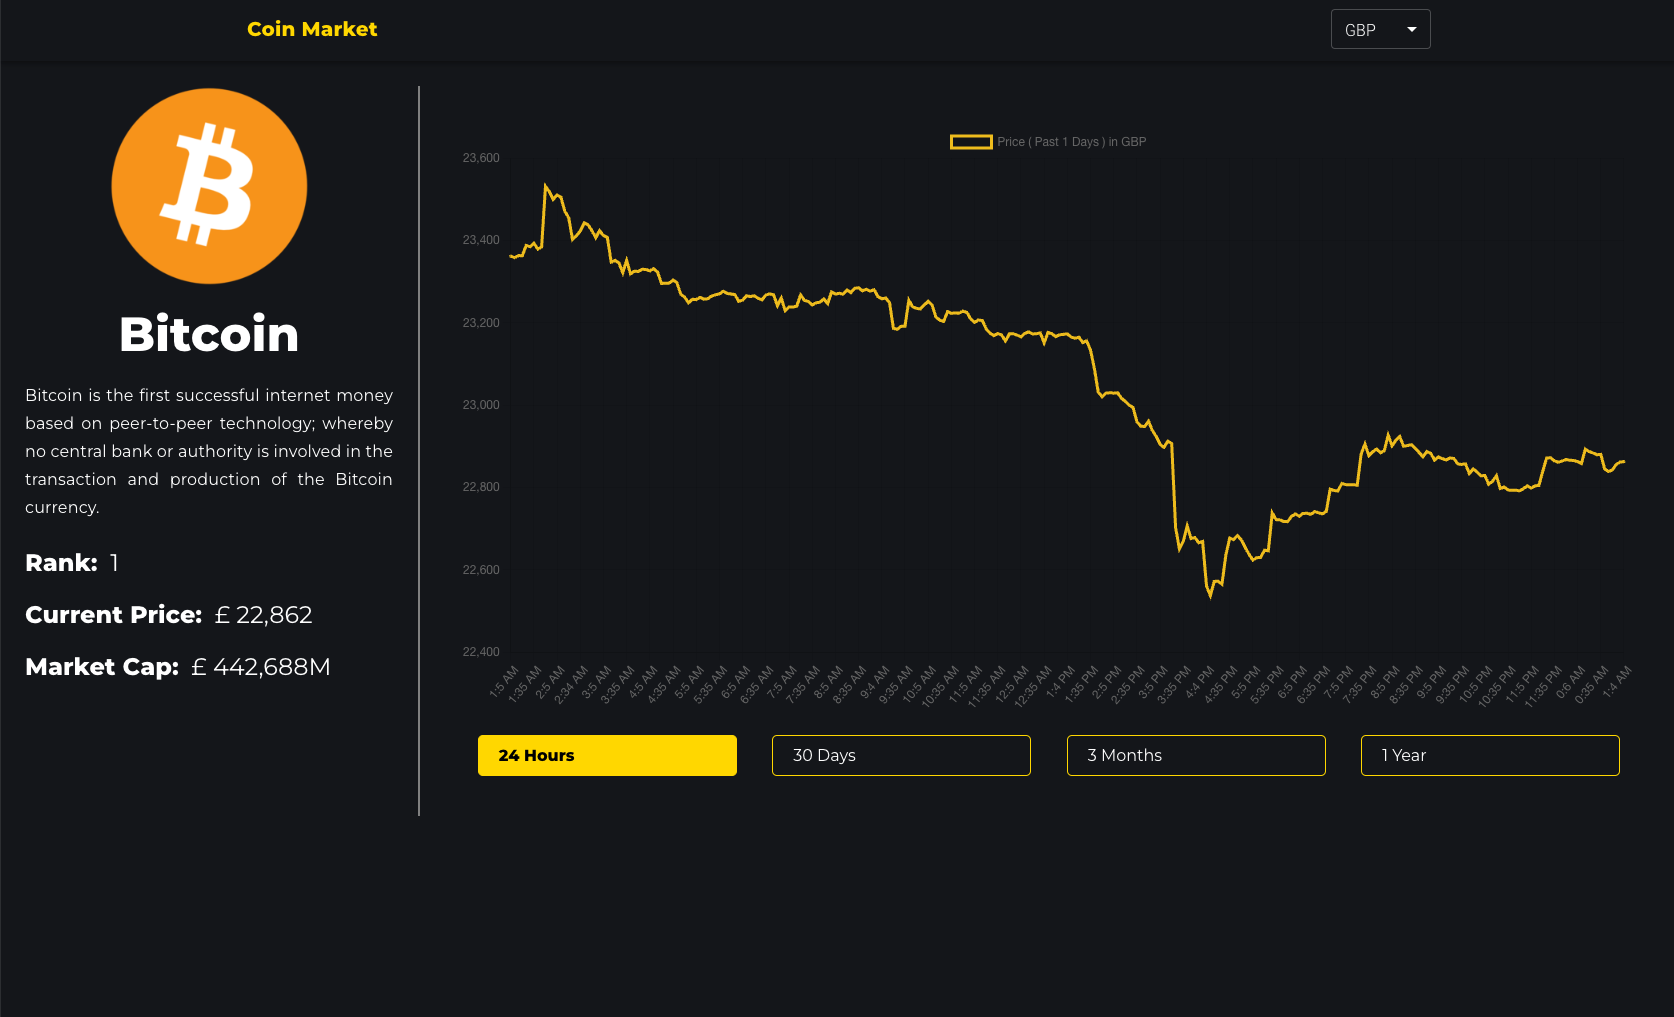 Coin Market
GBP
Bitcoin
Bitcoin is the first successful internet money
based on peer-to-peer technology; whereby
no central bank or authority is involved in the
transaction and production of the Bitcoin
currency.
Rank: 1
Current Price: £ 22,862
Market Cap: £ 442,688M
Price ( Past 1 Days ) in GBP
23,600
23,400
23,200
23,000
22,800
22,600
22,400
1:5 AM
1:35 AM
2:5 AM
2:34 AM
3:5 AM
3:35 AM
4:5 AM
4:35 AM
5:5 AM
5:35 AM
6:5 AM
6:35 AM
7:5 AM
7:35 AM
8:5 AM
8:35 AM
9:4 AM
9:35 AM
10:5 AM
10:35 AM
11:5 AM
11:35 AM
12:5 AM
12:35 AM
1:4 PM
1:35 PM
2:5 PM
2:35 PM
3:5 PM
3:35 PM
4:4 PM
4:35 PM
5:5 PM
5:35 PM
6:5 PM
6:35 PM
7:5 PM
7:35 PM
8:5 PM
8:35 PM
9:5 PM
9:35 PM
10:5 PM
10:35 PM
11:5 PM
11:35 PM
0:6 AM
0:35 AM
1:4 AM
24 Hours
30 Days
3 Months
1 Year